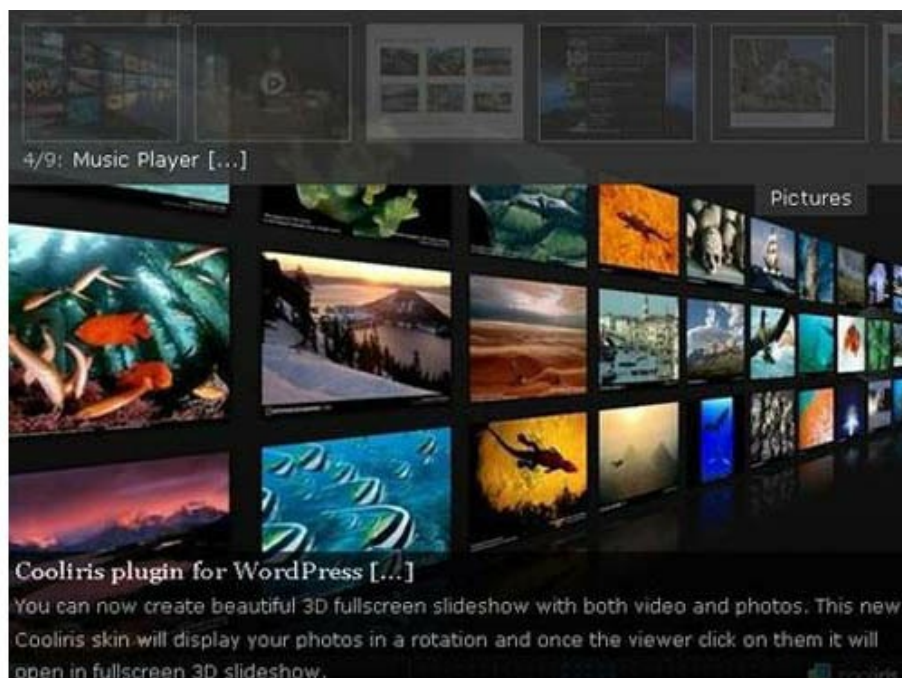 4/9: Music Player [...]
Pictures
Cooliris plugin for WordPress [...]
You can now create beautiful 3D fullscreen slideshow with both video and photos. This new
Cooliris skin will display your photos in a rotation and once the viewer click on them it will
open in fullscreen 3D slideshow.
cooliris